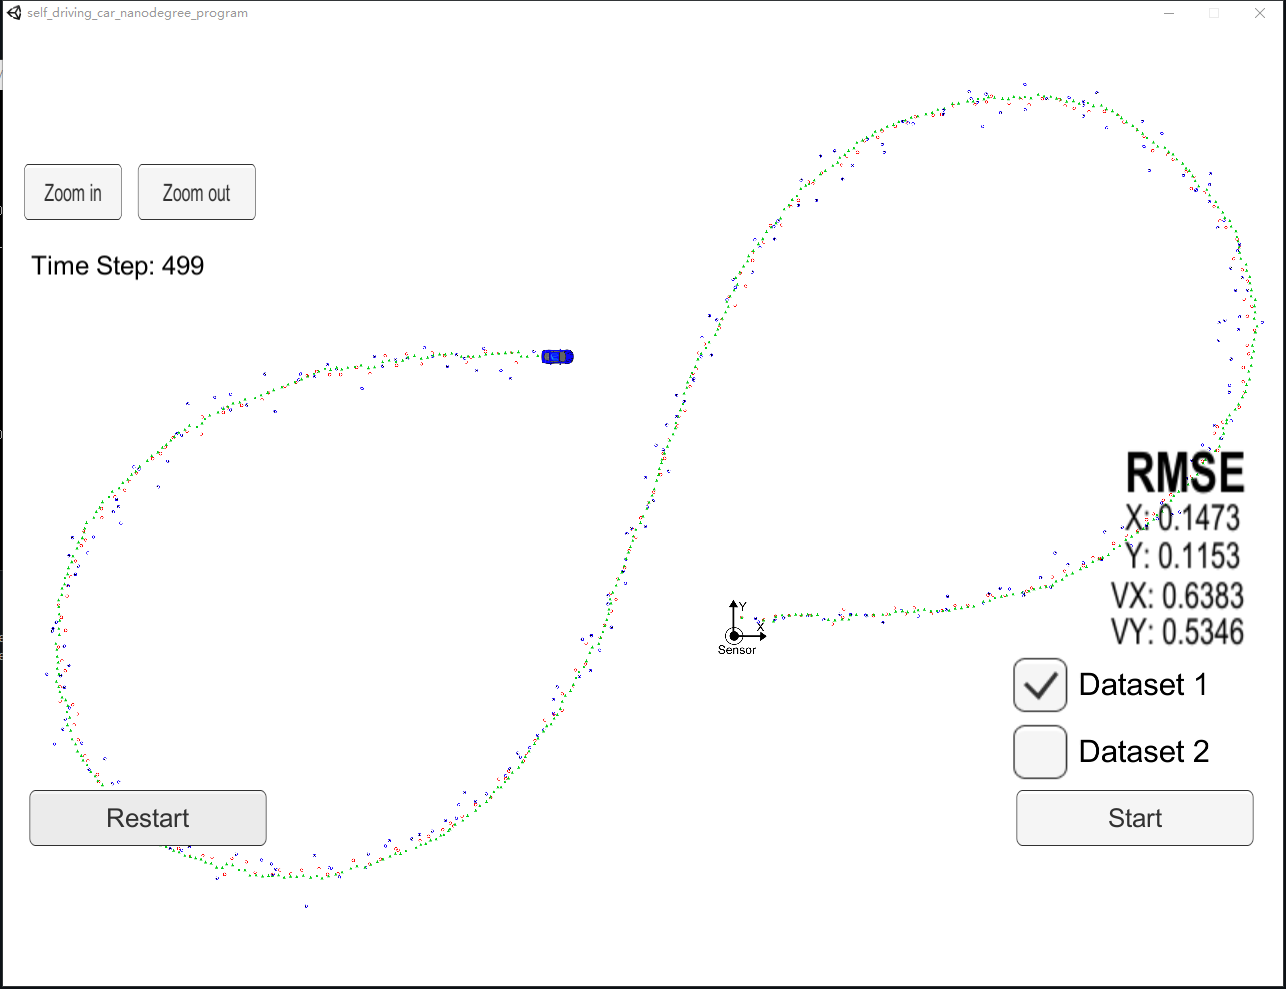 self_driving_car_nanodegree_program
Zoom in
Zoom out
Time Step: 499
RMSE
X: 0.1473
Y: 0.1153
VX: 0.6383
VY: 0.5346
Y
X
Sensor
Dataset 1
Dataset 2
Restart
Start